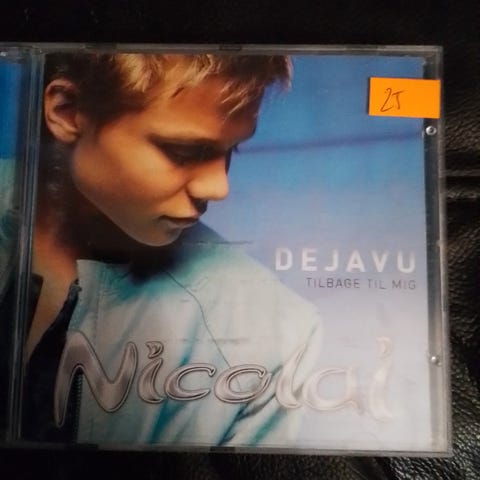 25
DEJAVU
TILBAGE TIL MIG
Nicolai